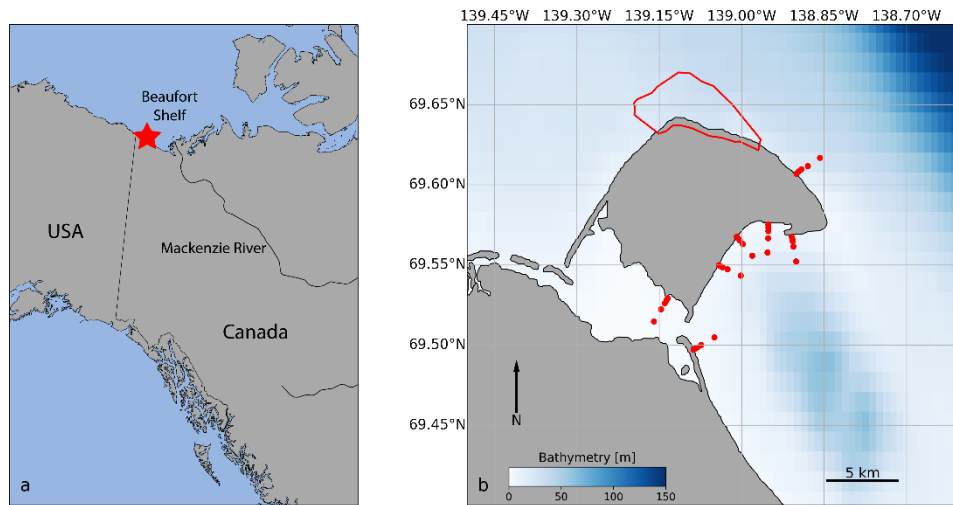 Beaufort
Shelf
USA
Mackenzie River
Canada
a
139.45°W 139.30°W 139.15°W 139.00°W 138.85°W 138.70°W
69.65°N
69.60°N
69.55°N
69.50°N
69.45°N
N
Bathymetry [m]
0 50 100 150
5 km
b